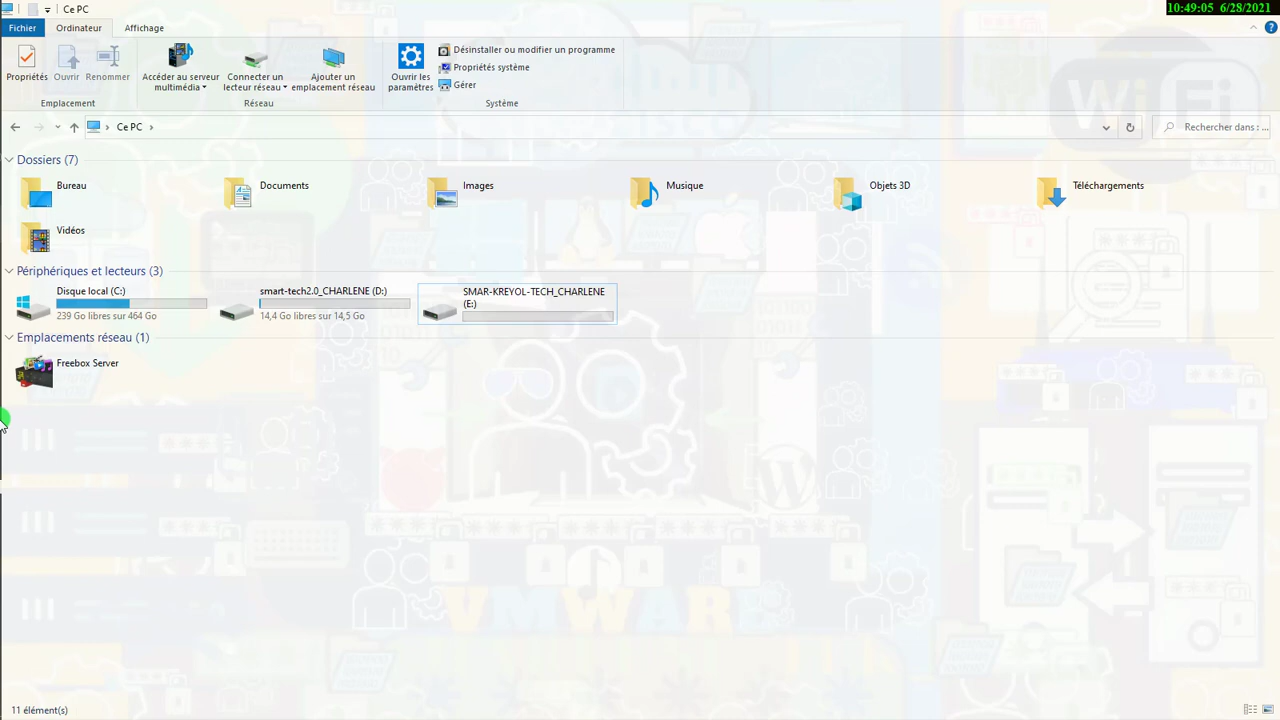 Ce PC
10:49:05 6/28/2021
Fichier
Ordinateur
Affichage
Propriétés
Ouvrir
Renommer
Emplacement
Accéder au serveur
multimédia
Connecter un
lecteur réseau
Ajouter un
emplacement réseau
Réseau
Ouvrir les
paramètres
Désinstaller ou modifier un programme
Propriétés système
Gérer
Système
Wi Fi
Ce PC
Rechercher dans : ...
Dossiers (7)
Bureau
Documents
Images
Musique
Objets 3D
Téléchargements
Vidéos
Périphériques et lecteurs (3)
Disque local (C:)
239 Go libres sur 464 Go
smart-tech2.0_CHARLENE (D:)
14,4 Go libres sur 14,5 Go
SMAR-KREYOL-TECH_CHARLENE
(E:)
Emplacements réseau (1)
Freebox Server
VMWARE
11 élément(s)